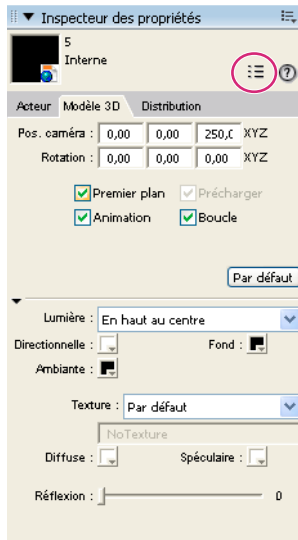 Inspecteur des propriétés
5
Interne
?
Acteur Modèle 3D Distribution
Pos. caméra : 0,00 0,00 250,0 XYZ
Rotation : 0,00 0,00 0,00 XYZ
Premier plan Précharger
Animation Boucle
Par défaut
Lumière : En haut au centre
Directionnelle : Fond :
Ambiante :
Texture : Par défaut
NoTexture
Diffuse : Spéculaire :
Réflexion : 0